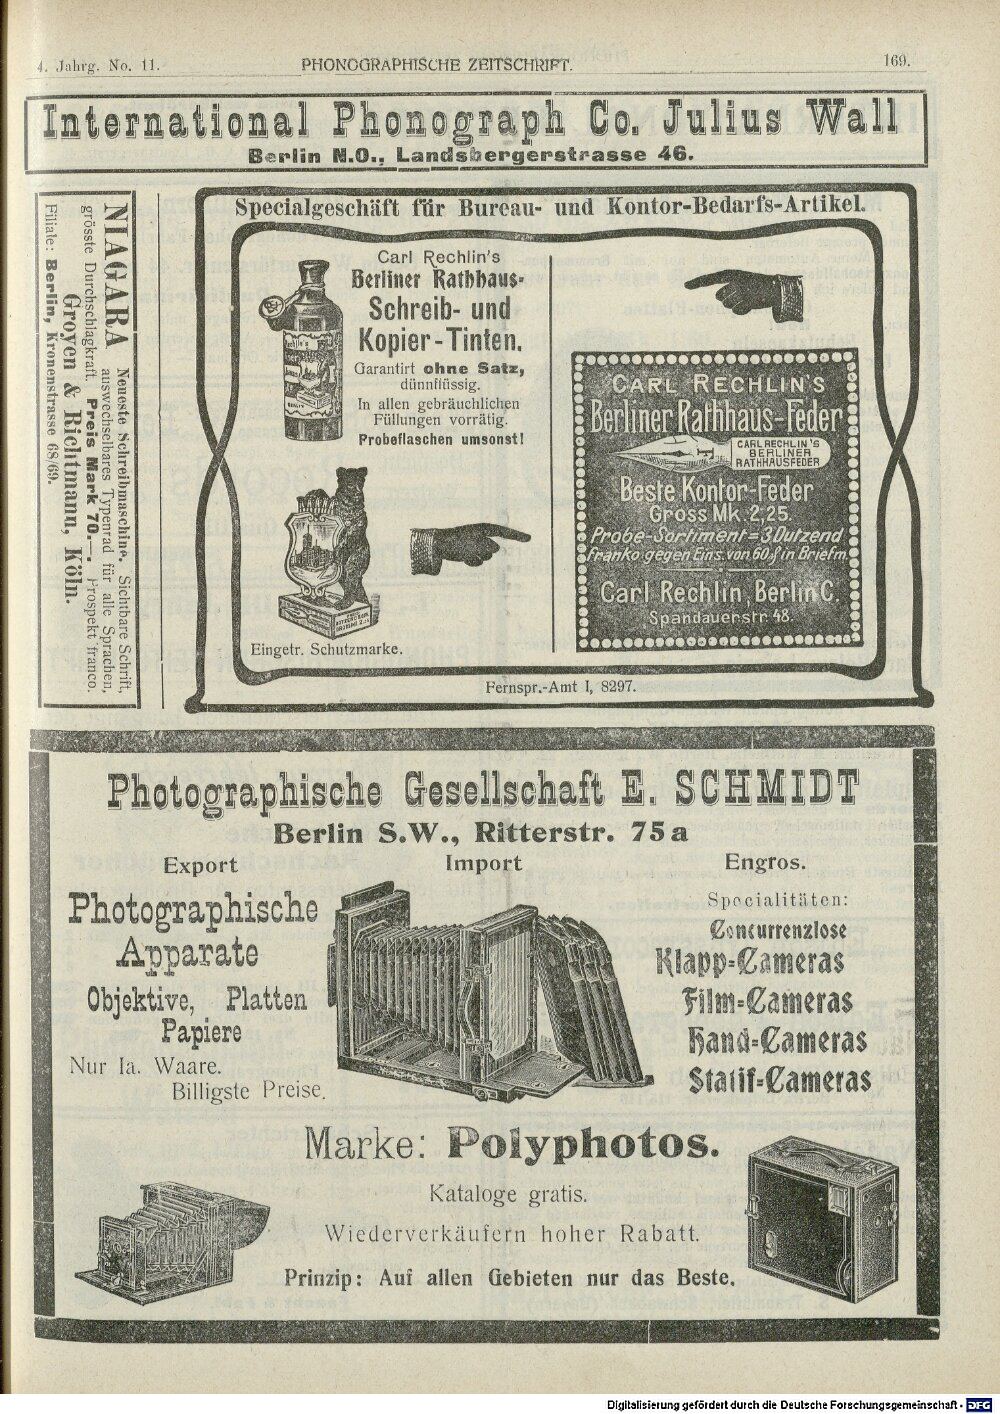 4. Jahrg. No. 11.
PHONOGRAPHISCHE ZEITSCHRIFT.
169.
International Phonograph Co. Julius Wall
Berlin N.O., Landsbergerstrasse 46.
NIAGARA Neueste Schreibmaschine. Sichtbare Schrift,
auswechselbares Typenrad für alle Sprachen,
grösste Durchschlagkraft. Preis Mark 70.—. Prospekt franco.
Groyen & Richtmann, Köln.
Filiale: Berlin, Kronenstrasse 68/69.
Specialgeschäft für Bureau- und Kontor-Bedarfs-Artikel.
Carl Rechlin's
Berliner Rathhaus-
Schreib- und
Kopier-Tinten.
Garantirt ohne Satz,
dünnflüssig.
In allen gebräuchlichen
Füllungen vorrätig.
Probeflaschen umsonst!
Eingetr. Schutzmarke.
CARL RECHLIN'S
Berliner Rathhaus-Feder
CARL RECHLIN'S
BERLINER
RATHHAUSFEDER
Beste Kontor-Feder
Gross Mk. 2,25.
Probe-Sortiment = 3 Dutzend
franko gegen Eins. von 60 ₰ in Briefm.
Carl Rechlin, Berlin C.
Spandauerstr. 48.
Fernspr.-Amt I, 8297.
Photographische Gesellschaft E. SCHMIDT
Berlin S.W., Ritterstr. 75a
Export Import Engros.
Photographische
Apparate
Objektive, Platten
Papiere
Nur Ia. Waare.
Billigste Preise.
Specialitäten:
Concurrenzlose
Klapp-Cameras
Film-Cameras
Hand-Cameras
Statif-Cameras
Marke: Polyphotos.
Kataloge gratis.
Wiederverkäufern hoher Rabatt.
Prinzip: Auf allen Gebieten nur das Beste.
Digitalisierung gefördert durch die Deutsche Forschungsgemeinschaft - DFG